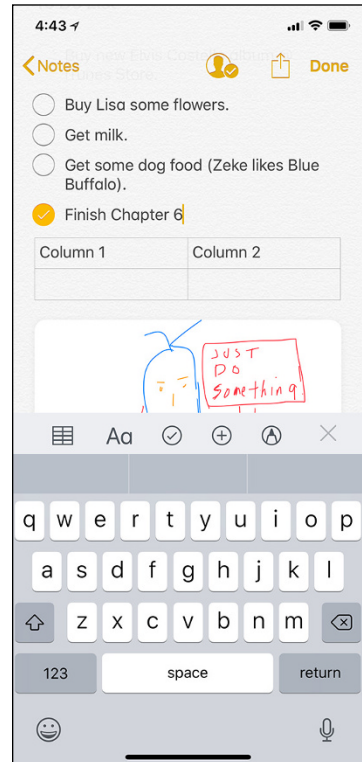 4:43
Notes
Done
Buy Lisa some flowers.
Get milk.
Get some dog food (Zeke likes Blue
Buffalo).
Finish Chapter 6
Column 1 Column 2
JUST
DO
Something
Aa
q w e r t y u i o p
a s d f g h j k l
z x c v b n m
123 space return